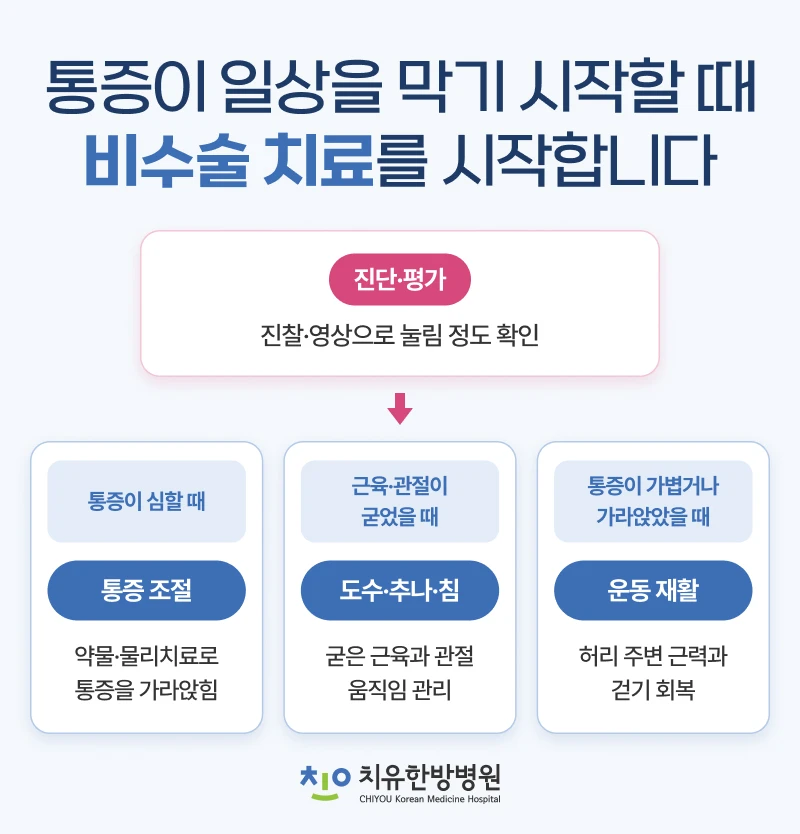 통증이 일상을 막기 시작할 때
비수술 치료를 시작합니다
진단·평가
진찰·영상으로 눌림 정도 확인
통증이 심할 때
통증 조절
약물·물리치료로
통증을 가라앉힘
근육·관절이
굳었을 때
도수·추나·침
굳은 근육과 관절
움직임 관리
통증이 가볍거나
가라앉았을 때
운동 재활
허리 주변 근력과
걷기 회복
치유 치유한방병원
CHIYOU Korean Medicine Hospital